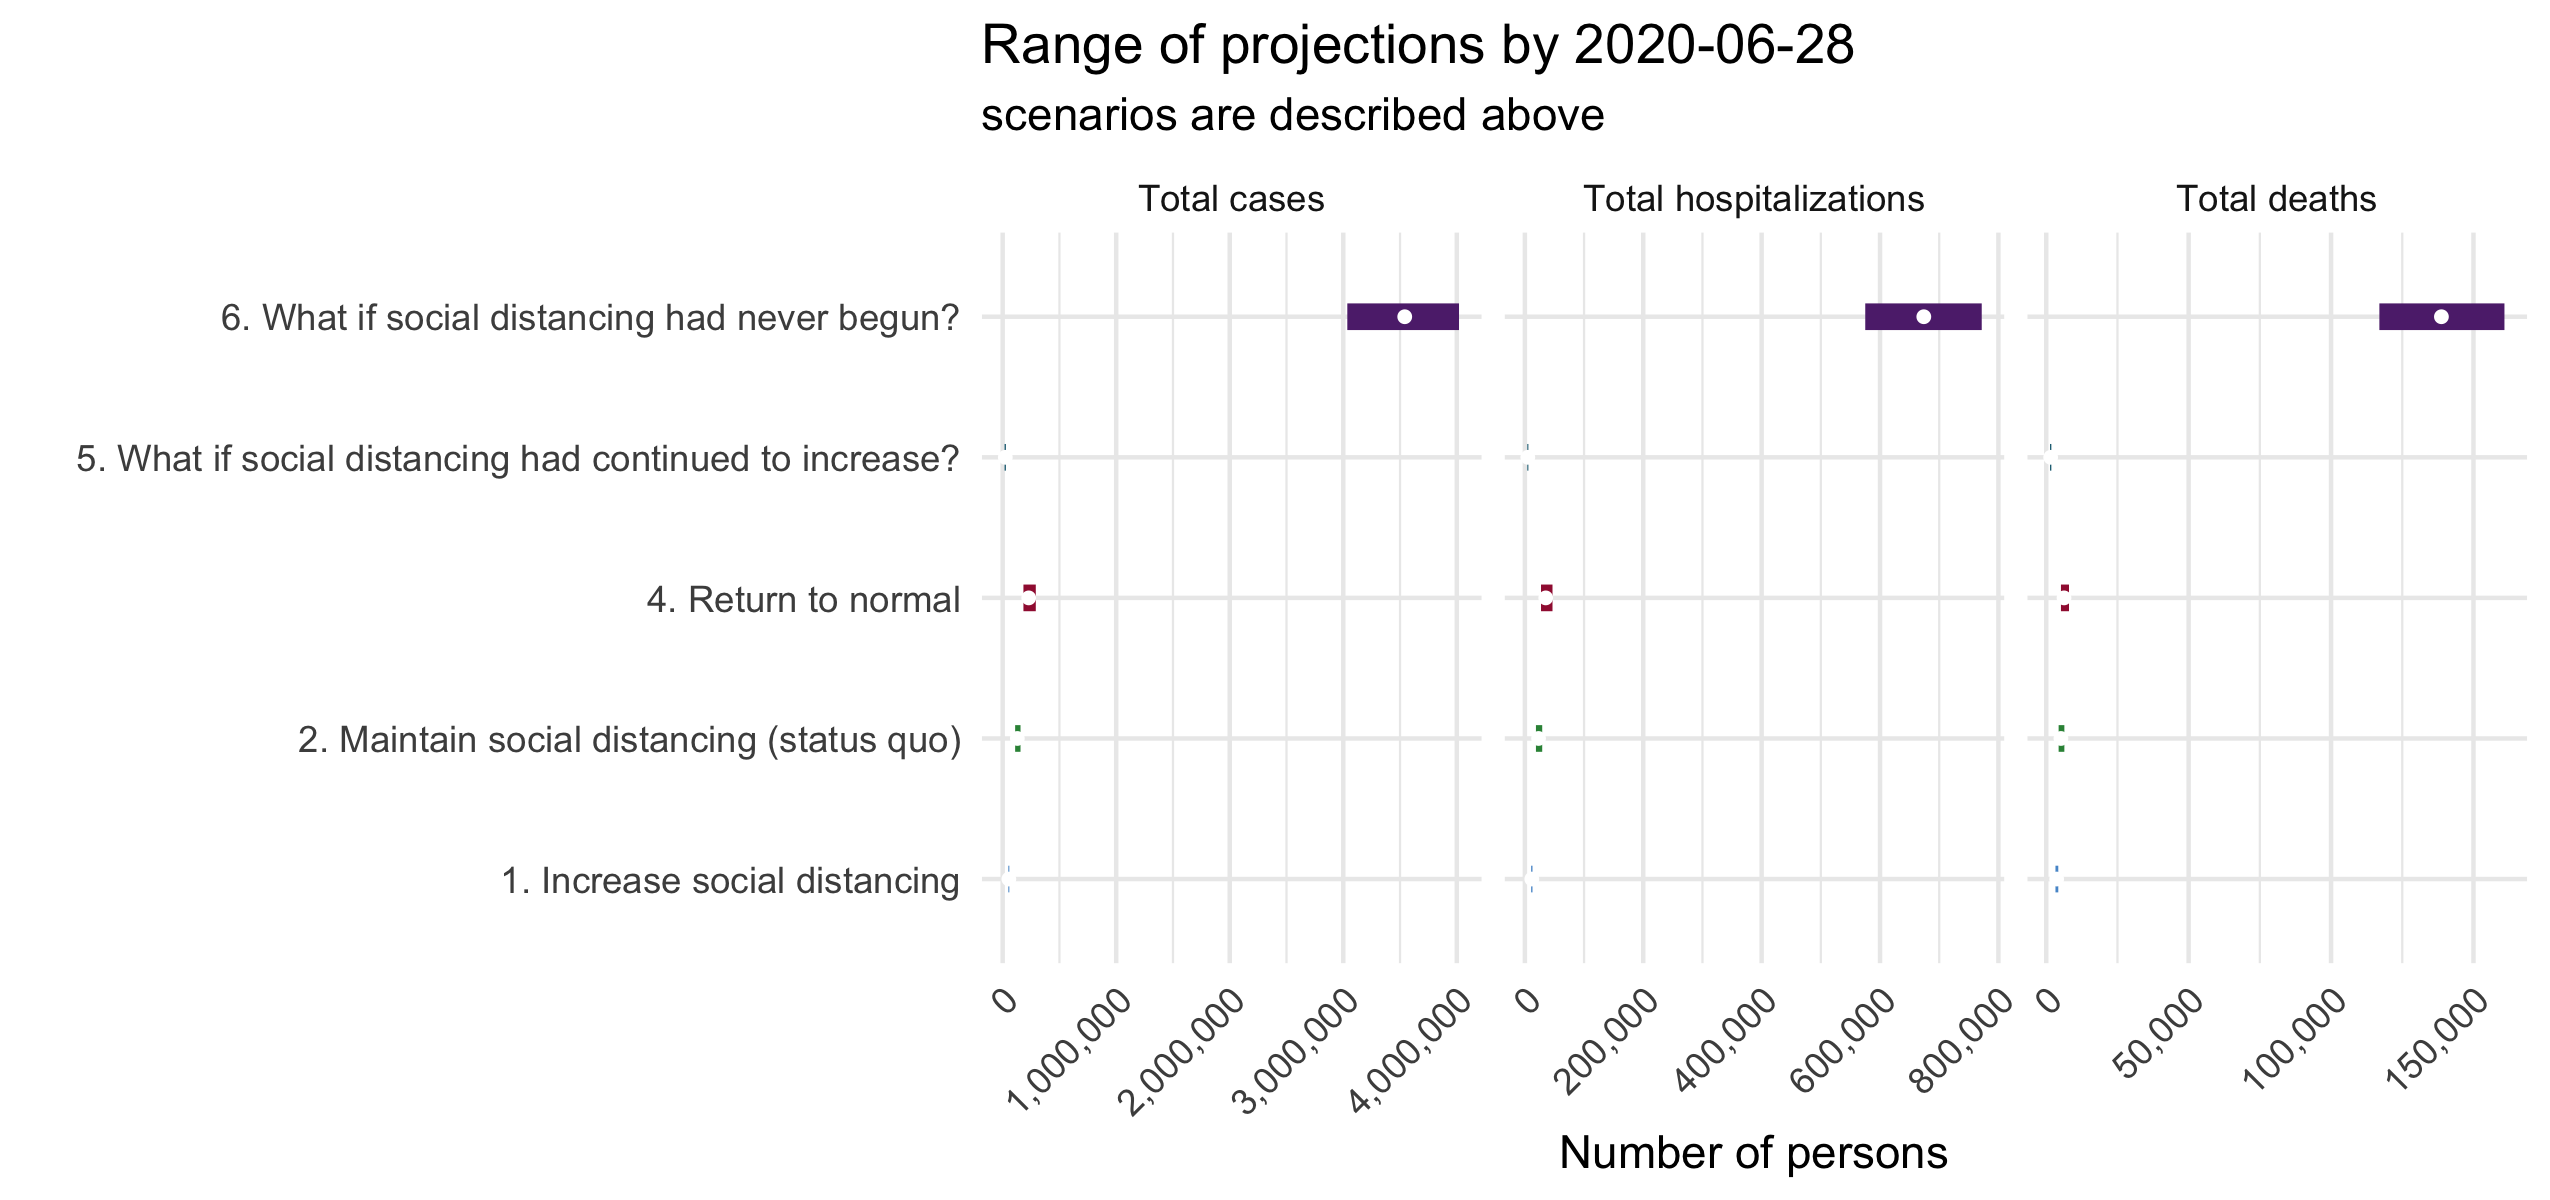 Range of projections by 2020-06-28
scenarios are described above
Total cases
Total hospitalizations
Total deaths
6. What if social distancing had never begun?
5. What if social distancing had continued to increase?
4. Return to normal
2. Maintain social distancing (status quo)
1. Increase social distancing
0
1,000,000
2,000,000
3,000,000
4,000,000
0
200,000
400,000
600,000
800,000
0
50,000
100,000
150,000
Number of persons